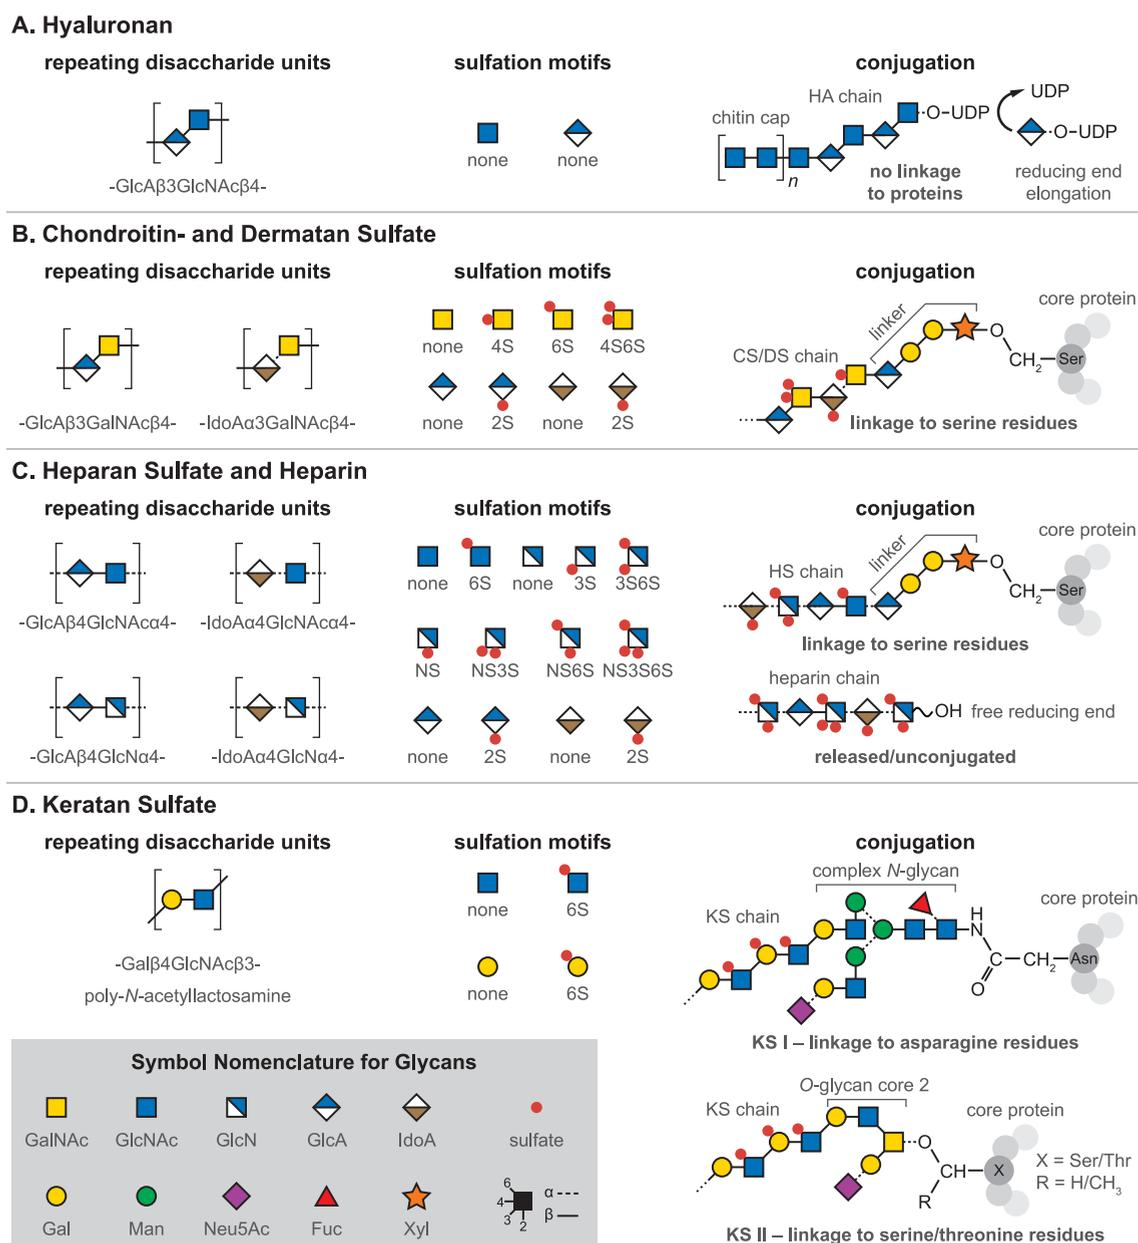 A. Hyaluronan
repeating disaccharide units
sulfation motifs
conjugation
-GlcAβ3GlcNAcβ4-
none none
chitin cap
HA chain
n
O–UDP
no linkage
to proteins
UDP
O–UDP
reducing end
elongation
B. Chondroitin- and Dermatan Sulfate
repeating disaccharide units
sulfation motifs
conjugation
-GlcAβ3GalNAcβ4- -IdoAα3GalNAcβ4-
none 4S 6S 4S6S
none 2S none 2S
CS/DS chain
linker
O
CH2
Ser
core protein
linkage to serine residues
C. Heparan Sulfate and Heparin
repeating disaccharide units
sulfation motifs
conjugation
-GlcAβ4GlcNAcα4- -IdoAα4GlcNAcα4-
-GlcAβ4GlcNα4- -IdoAα4GlcNα4-
none 6S none 3S 3S6S
NS NS3S NS6S NS3S6S
none 2S none 2S
HS chain
linker
O
CH2
Ser
core protein
linkage to serine residues
heparin chain
OH free reducing end
released/unconjugated
D. Keratan Sulfate
repeating disaccharide units
sulfation motifs
conjugation
-Galβ4GlcNAcβ3-
poly-N-acetyllactosamine
none 6S
none 6S
complex N-glycan
KS chain
H
N
O
CH2
Asn
core protein
KS I – linkage to asparagine residues
O-glycan core 2
KS chain
O
CH
R
X
core protein
X = Ser/Thr
R = H/CH3
KS II – linkage to serine/threonine residues
Symbol Nomenclature for Glycans
GalNAc GlcNAc GlcN GlcA IdoA sulfate
Gal Man Neu5Ac Fuc Xyl
6
4
3 2
α
β